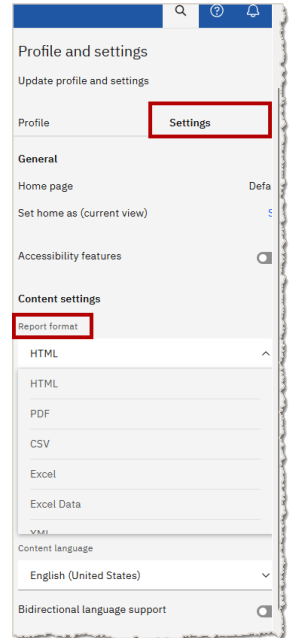 Profile and settings
Update profile and settings
Profile Settings
General
Home page Defa
Set home as (current view) S
Accessibility features
Content settings
Report format
HTML
HTML
PDF
CSV
Excel
Excel Data
XML
Content language
English (United States)
Bidirectional language support